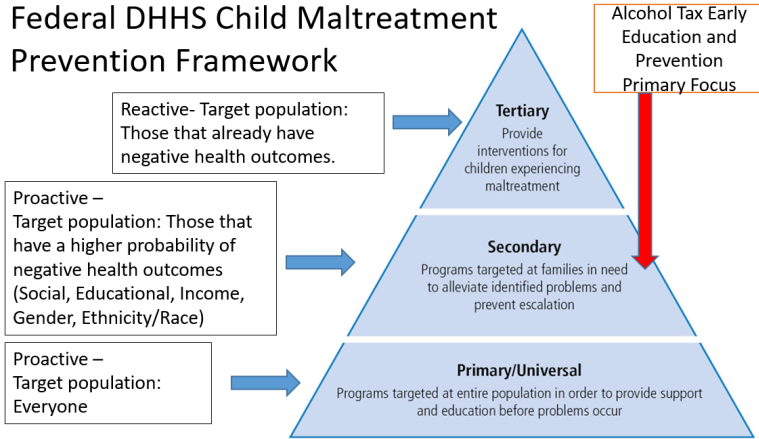 Federal DHHS Child Maltreatment
Prevention Framework
Alcohol Tax Early
Education and
Prevention
Primary Focus
Reactive- Target population:
Those that already have
negative health outcomes.
Tertiary
Provide
interventions for
children experiencing
maltreatment
Proactive –
Target population: Those that
have a higher probability of
negative health outcomes
(Social, Educational, Income,
Gender, Ethnicity/Race)
Secondary
Programs targeted at families in need
to alleviate identified problems and
prevent escalation
Proactive –
Target population:
Everyone
Primary/Universal
Programs targeted at entire population in order to provide support
and education before problems occur